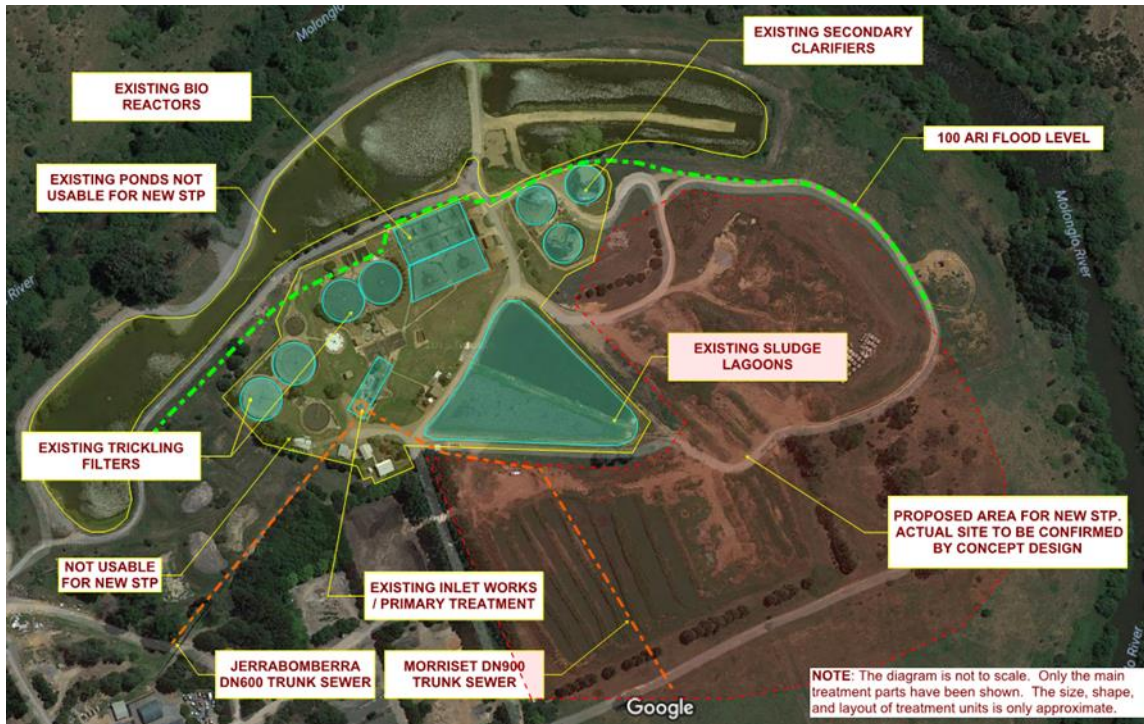 Molonglo River
EXISTING SECONDARY
CLARIFIERS
EXISTING BIO
REACTORS
100 ARI FLOOD LEVEL
EXISTING PONDS NOT
USABLE FOR NEW STP
Molonglo River
River
EXISTING SLUDGE
LAGOONS
EXISTING TRICKLING
FILTERS
PROPOSED AREA FOR NEW STP.
ACTUAL SITE TO BE CONFIRMED
BY CONCEPT DESIGN
NOT USABLE
FOR NEW STP
EXISTING INLET WORKS
/ PRIMARY TREATMENT
JERRABOMBERRA
DN600 TRUNK SEWER
MORRISET DN900
TRUNK SEWER
River
NOTE: The diagram is not to scale. Only the main
treatment parts have been shown. The size, shape,
and layout of treatment units is only approximate.
Google